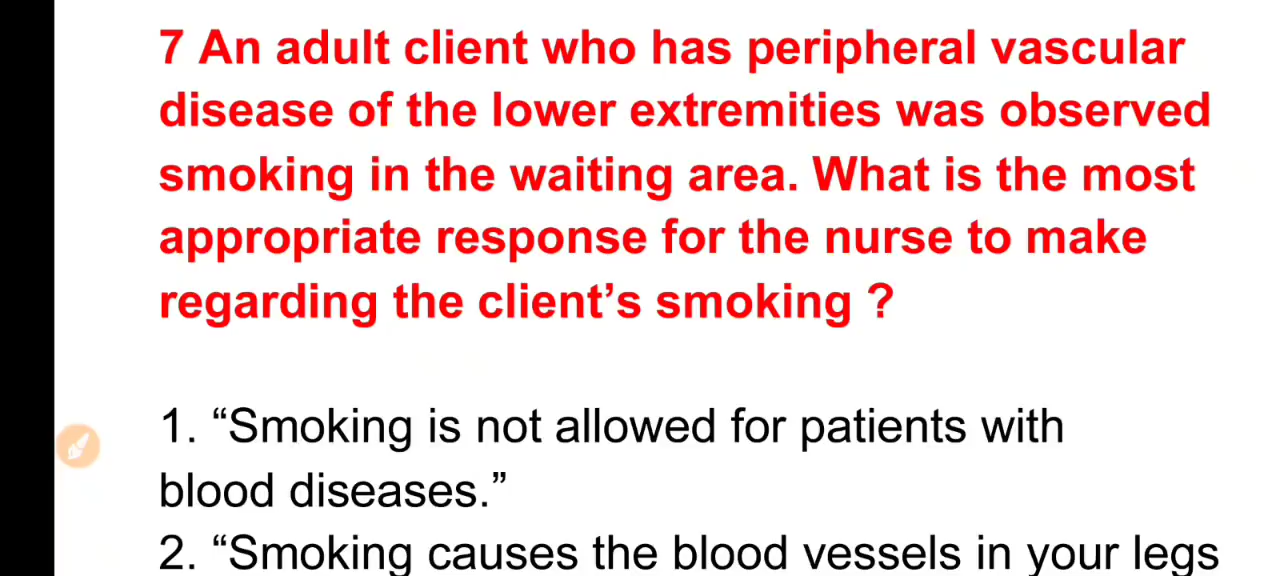 7 An adult client who has peripheral vascular
disease of the lower extremities was observed
smoking in the waiting area. What is the most
appropriate response for the nurse to make
regarding the client’s smoking ?
1. “Smoking is not allowed for patients with
blood diseases.”
2. “Smoking causes the blood vessels in your legs